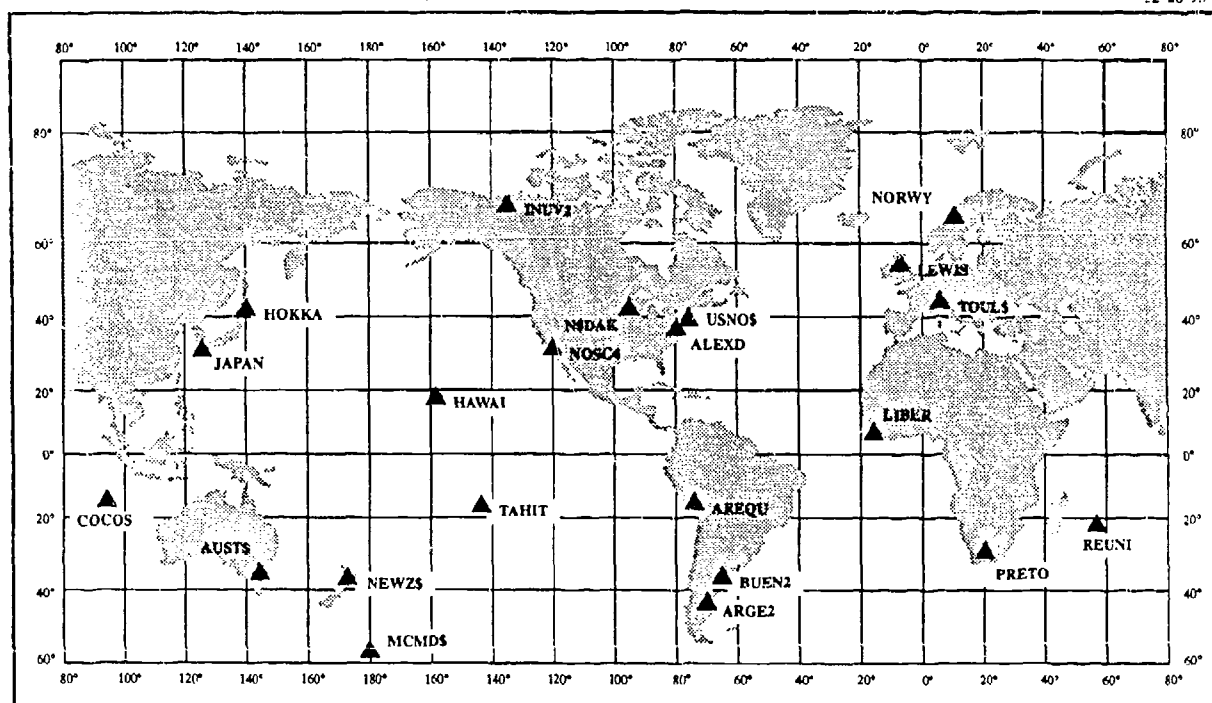 80° 100° 120° 140° 160° 180° 160° 140° 120° 100° 80° 60° 40° 20° 0° 20° 40° 60° 80°
80° 80°
NORWY
INUV2
60° 60°
LEWIS
HOKKA N$DAK USNO$ TOUL$
40° 40°
ALEXD
JAPAN NOSC4
20° HAWAI 20°
LIBER
0° 0°
COCOS TAHIT AREQU
20° 20°
REUNI
AUST$ NEWZ$ BUEN2 PRETO
40° 40°
ARGE2
MCMD$
60° 60°
80° 100° 120° 140° 160° 180° 160° 140° 120° 100° 80° 60° 40° 20° 0° 20° 40° 60° 80°